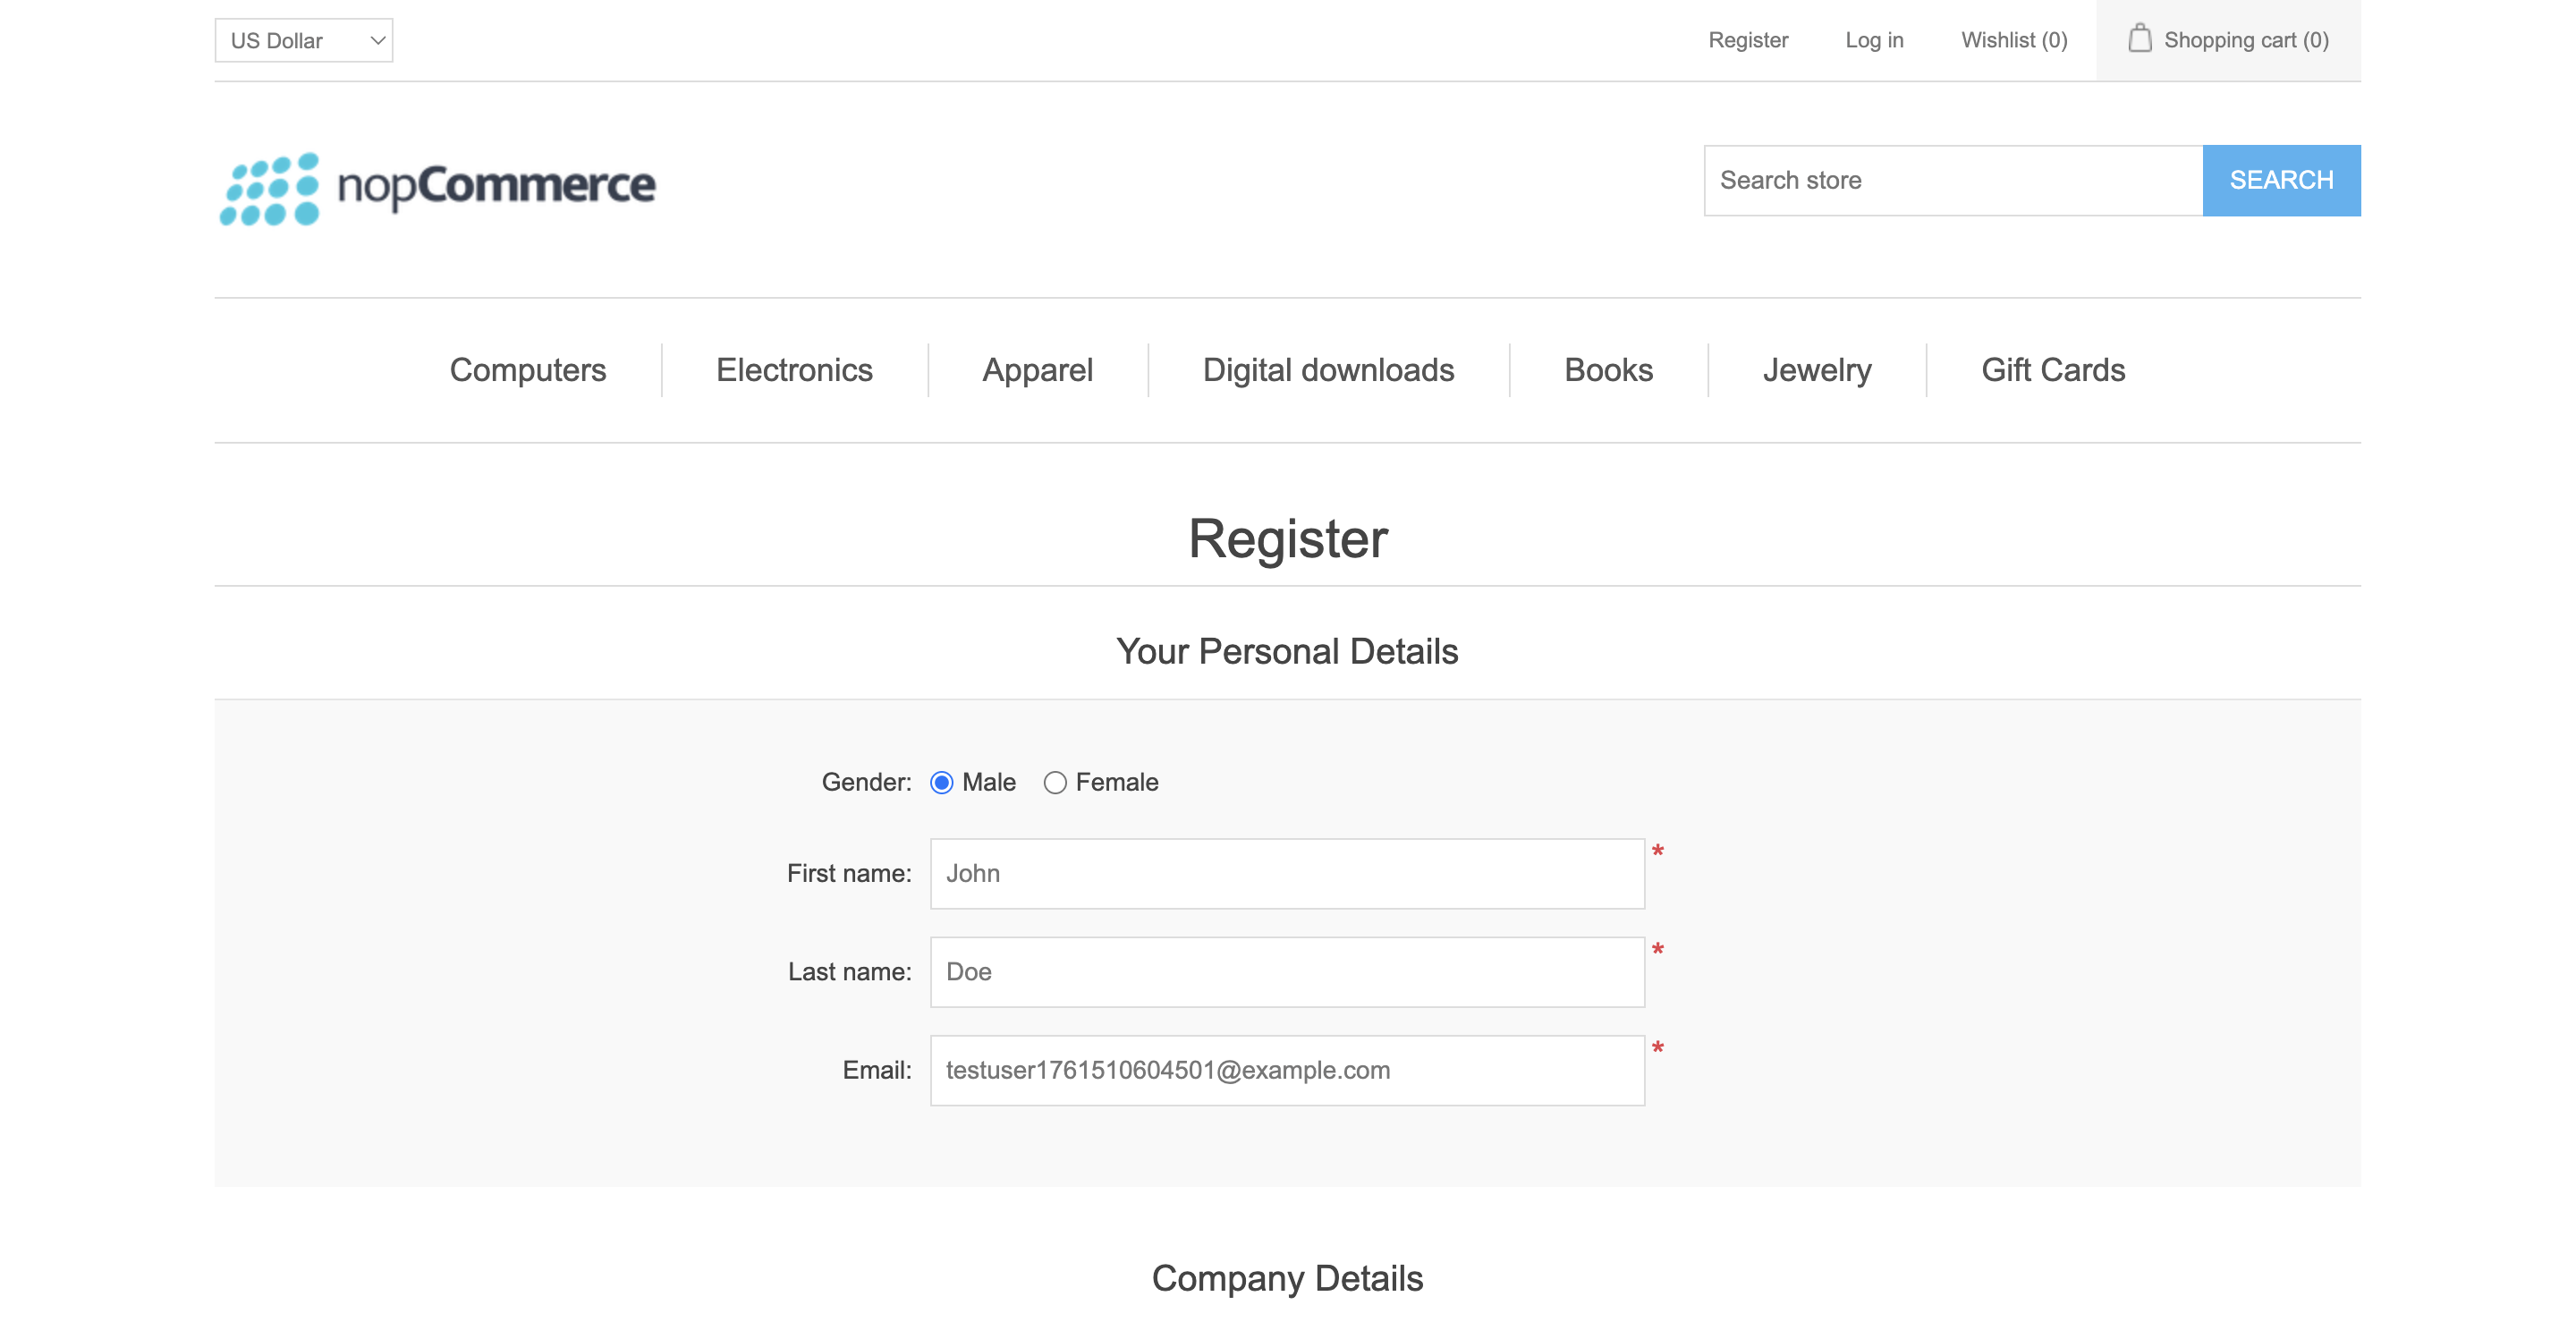 US Dollar Register Log in Wishlist (0) Shopping cart (0)
nopCommerce Search store SEARCH
Computers Electronics Apparel Digital downloads Books Jewelry Gift Cards
Register
Your Personal Details
Gender: Male Female
First name: John *
Last name: Doe *
Email: testuser1761510604501@example.com *
Company Details